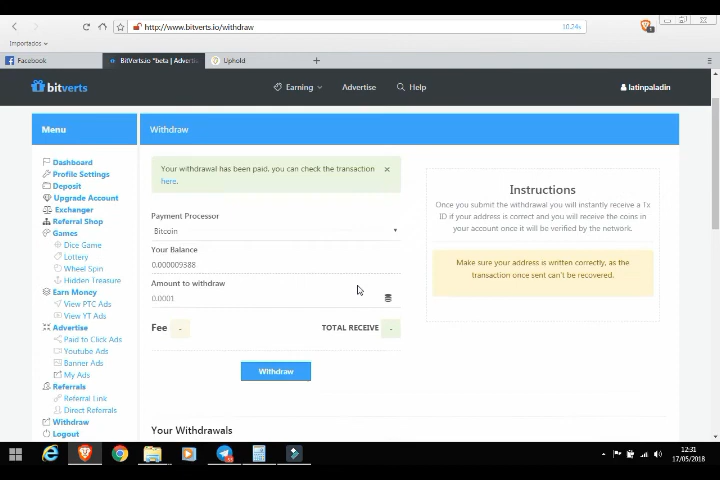 http://www.bitverts.io/withdraw
10.24%
Importados
Facebook
BitVerts.io *beta | Advertis
Uphold
bitverts
Earning
Advertise
Help
latinpaladin
Menu
Withdraw
Dashboard
Profile Settings
Deposit
Upgrade Account
Exchanger
Referral Shop
Games
Dice Game
Lottery
Wheel Spin
Hidden Treasure
Earn Money
View PTC Ads
View YT Ads
Advertise
Paid to Click Ads
Youtube Ads
Banner Ads
My Ads
Referrals
Referral Link
Direct Referrals
Withdraw
Logout
Your withdrawal has been paid, you can check the transaction
here.
Payment Processor
Bitcoin
Your Balance
0.000009388
Amount to withdraw
0.0001
Fee -
TOTAL RECEIVE -
Withdraw
Your Withdrawals
Instructions
Once you submit the withdrawal you will instantly receive a Tx
ID if your address is correct and you will receive the coins in
your account once it will be verified by the network.
Make sure your address is written correctly, as the
transaction once sent can't be recovered.
12:31
17/05/2018